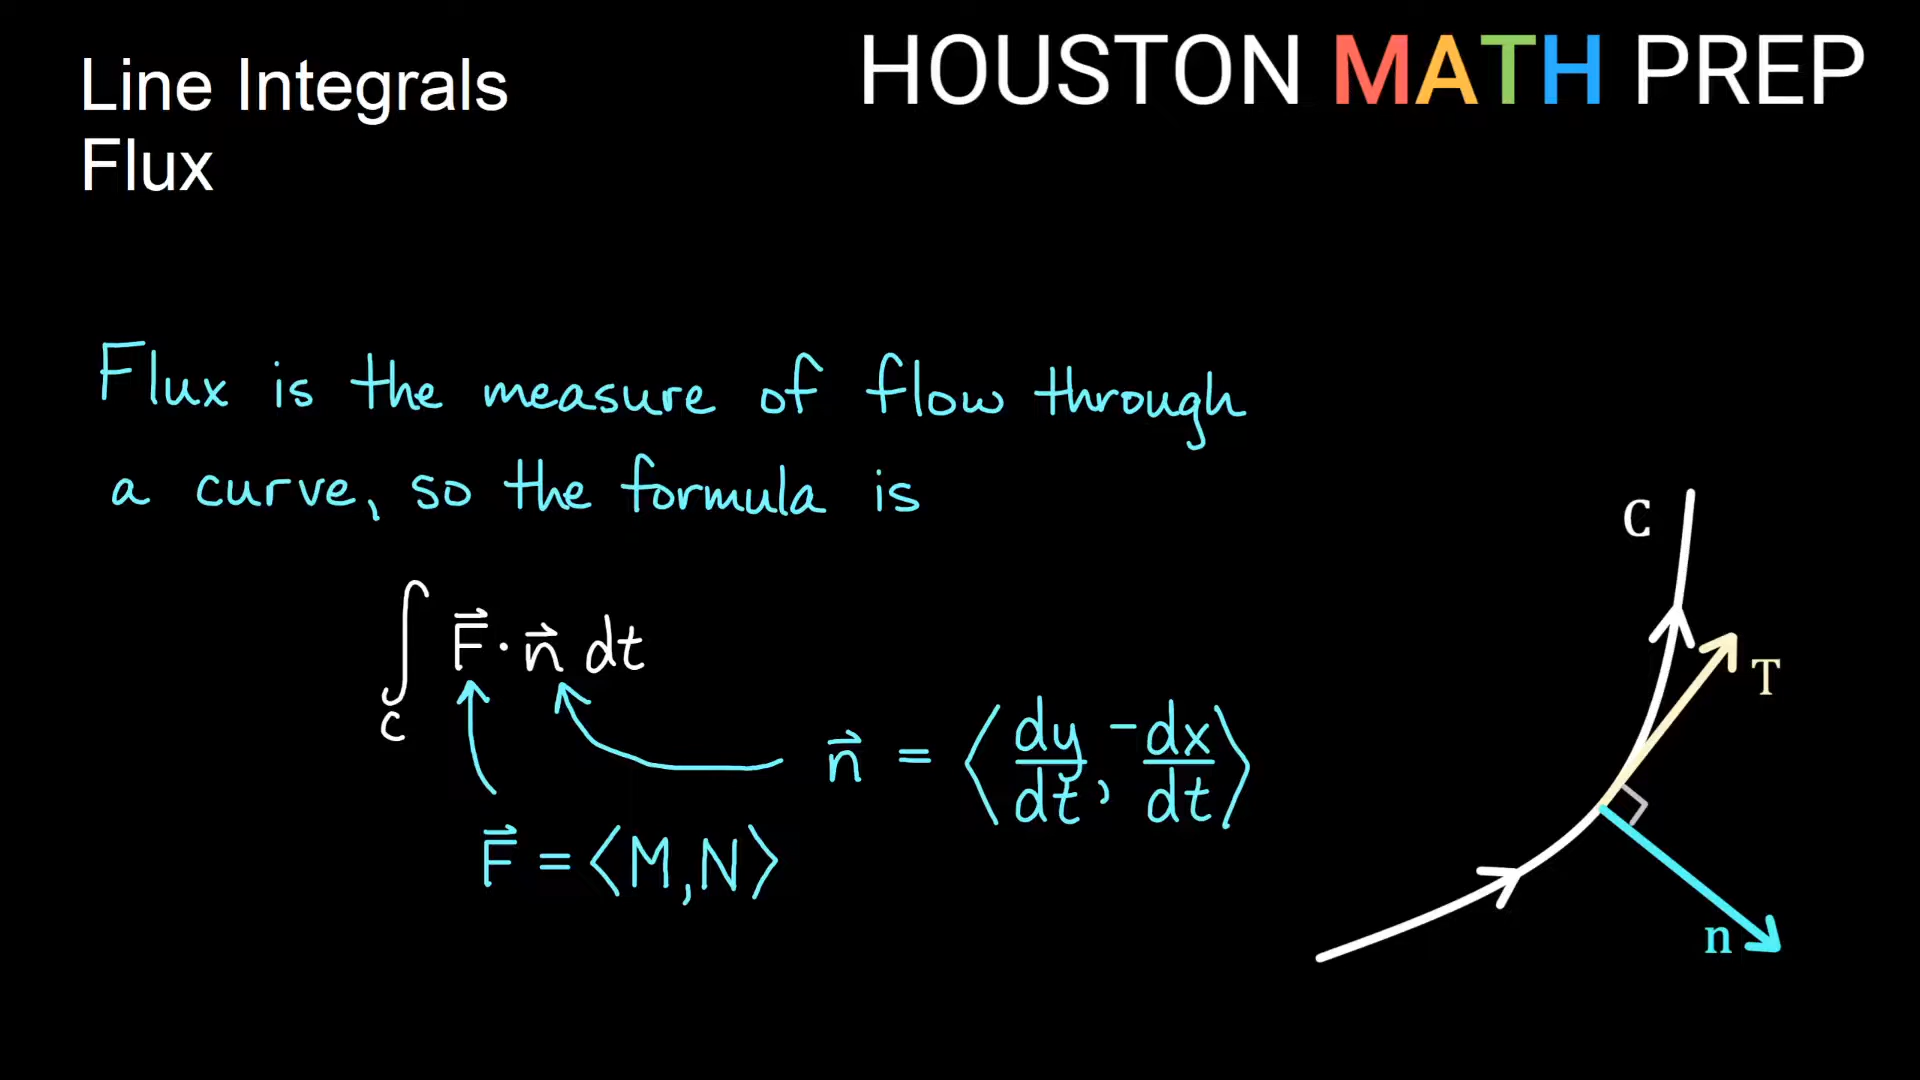 Line Integrals
Flux
HOUSTON MATH PREP
Flux is the measure of flow through
a curve, so the formula is
∫_C F⃗ · n⃗ dt
n⃗ = ⟨dy/dt, -dx/dt⟩
F⃗ = ⟨M, N⟩
C
T
n